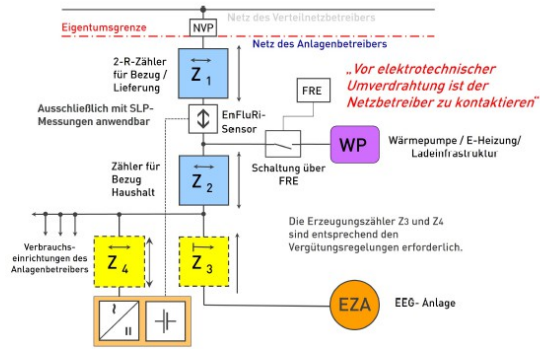 Netz des Verteilnetzbetreibers
NVP
Eigentumsgrenze
Netz des Anlagenbetreibers
2-R-Zähler
für Bezug /
Lieferung
Z1
„Vor elektrotechnischer
Umverdrahtung ist der
Netzbetreiber zu kontaktieren“
FRE
Ausschließlich mit SLP-
Messungen anwendbar
EnFluRi-
Sensor
WP
Wärmepumpe / E-Heizung/
Ladeinfrastruktur
Schaltung über
FRE
Zähler für
Bezug
Haushalt
Z2
Die Erzeugungszähler Z3 und Z4
sind entsprechend den
Vergütungsregelungen erforderlich.
Verbrauchs-
einrichtungen des
Anlagenbetreibers
Z4
Z3
EZA
EEG- Anlage